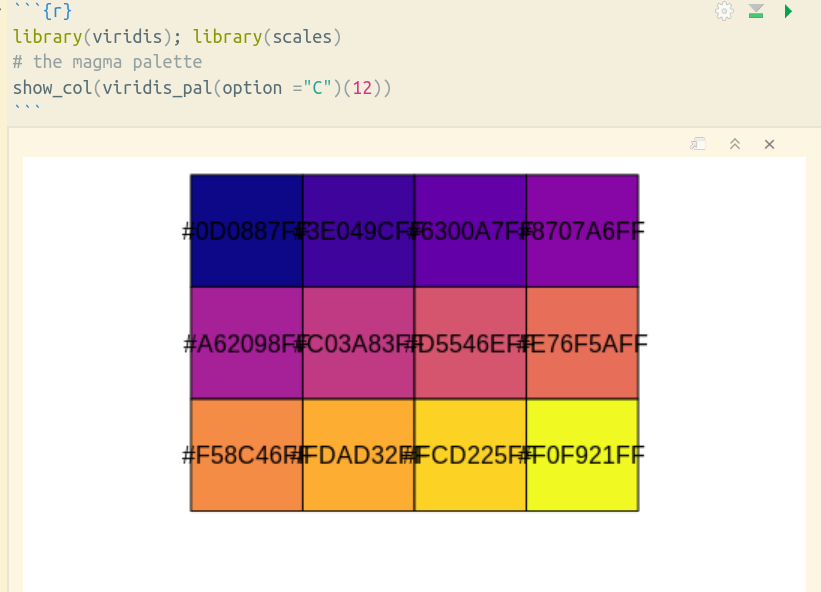 ```{r}
library(viridis); library(scales)
# the magma palette
show_col(viridis_pal(option ="C")(12))
```
#0D0887FF #3E049CFF #6300A7FF #8707A6FF
#A62098FF #C03A83FF #D5546EFF #E76F5AFF
#F58C46FF #FDAD32FF #FCD225FF #F0F921FF